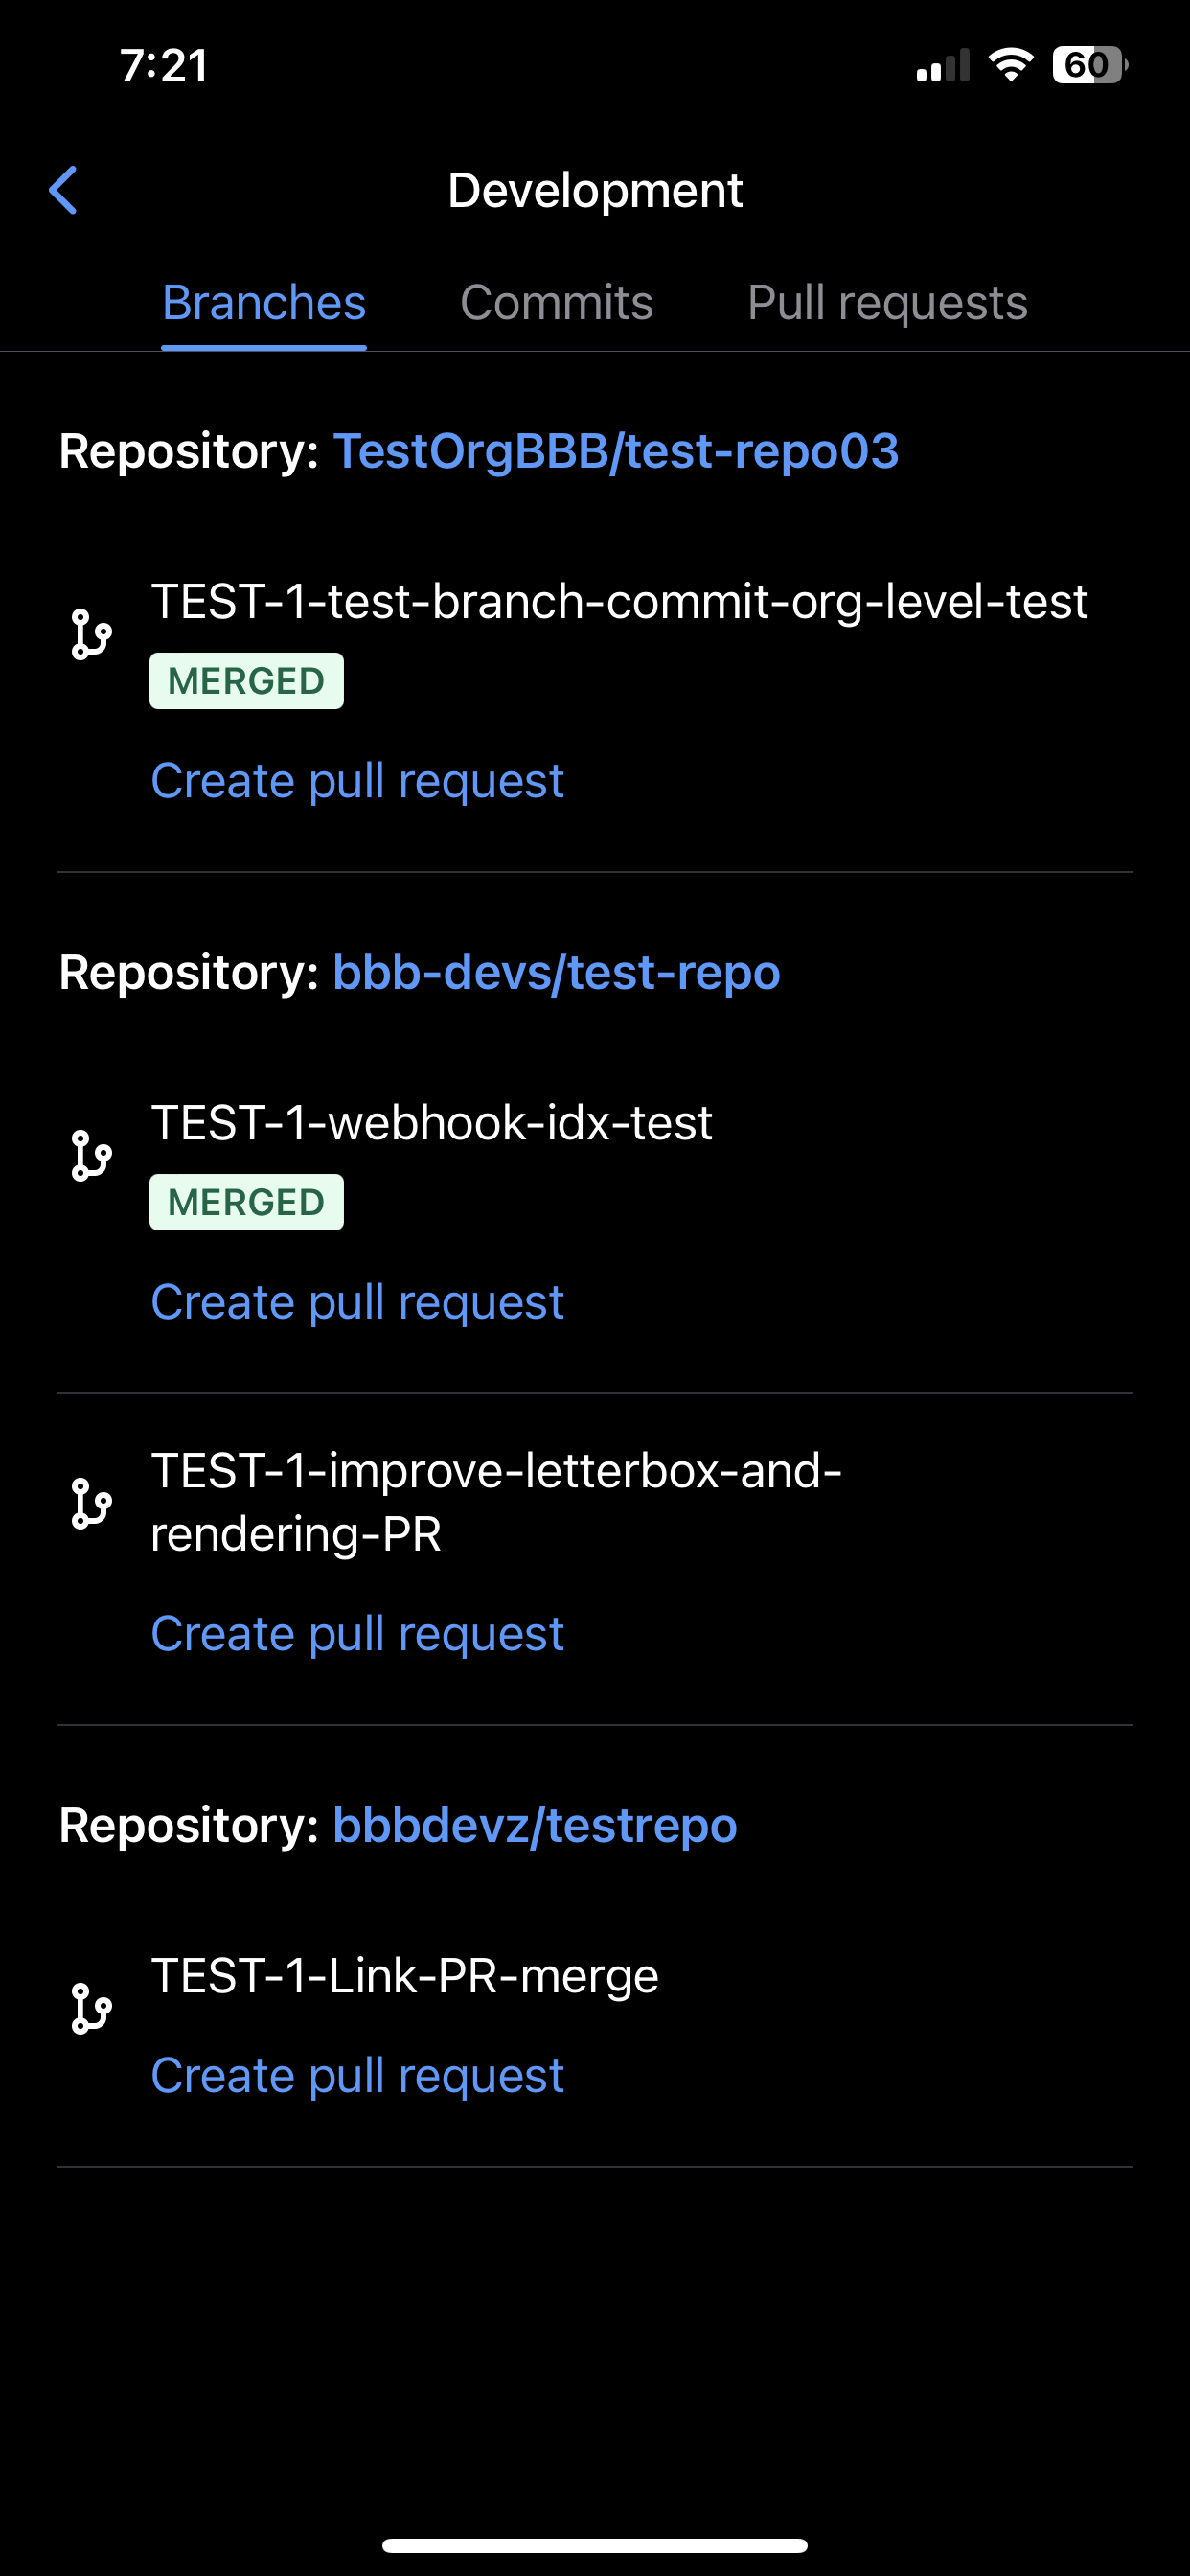 7:21
60
Development
Branches Commits Pull requests
Repository: TestOrgBBB/test-repo03
TEST-1-test-branch-commit-org-level-test
MERGED
Create pull request
Repository: bbb-devs/test-repo
TEST-1-webhook-idx-test
MERGED
Create pull request
TEST-1-improve-letterbox-and-
rendering-PR
Create pull request
Repository: bbbdevz/testrepo
TEST-1-Link-PR-merge
Create pull request